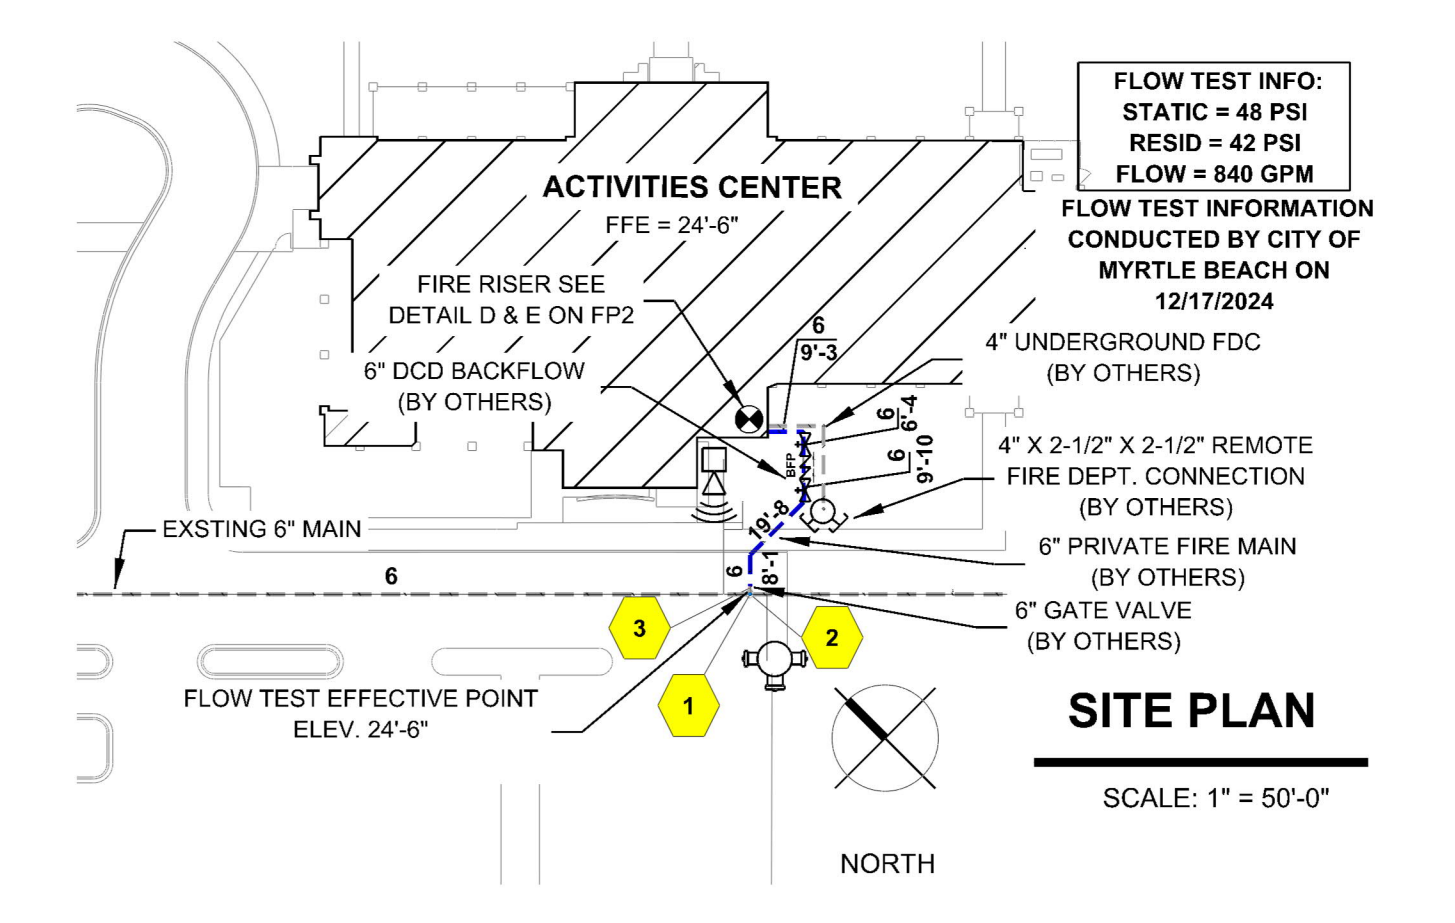 FLOW TEST INFO:
STATIC = 48 PSI
RESID = 42 PSI
FLOW = 840 GPM
FLOW TEST INFORMATION
CONDUCTED BY CITY OF
MYRTLE BEACH ON
12/17/2024
ACTIVITIES CENTER
FFE = 24'-6"
FIRE RISER SEE
DETAIL D & E ON FP2
6" DCD BACKFLOW
(BY OTHERS)
6
9'-3
4" UNDERGROUND FDC
(BY OTHERS)
6
6'-4
6
9'-10
BFP
4" X 2-1/2" X 2-1/2" REMOTE
FIRE DEPT. CONNECTION
(BY OTHERS)
19'-8
EXSTING 6" MAIN
6" PRIVATE FIRE MAIN
(BY OTHERS)
6
6
8'-1
6" GATE VALVE
(BY OTHERS)
3
2
1
FLOW TEST EFFECTIVE POINT
ELEV. 24'-6"
SITE PLAN
SCALE: 1" = 50'-0"
NORTH